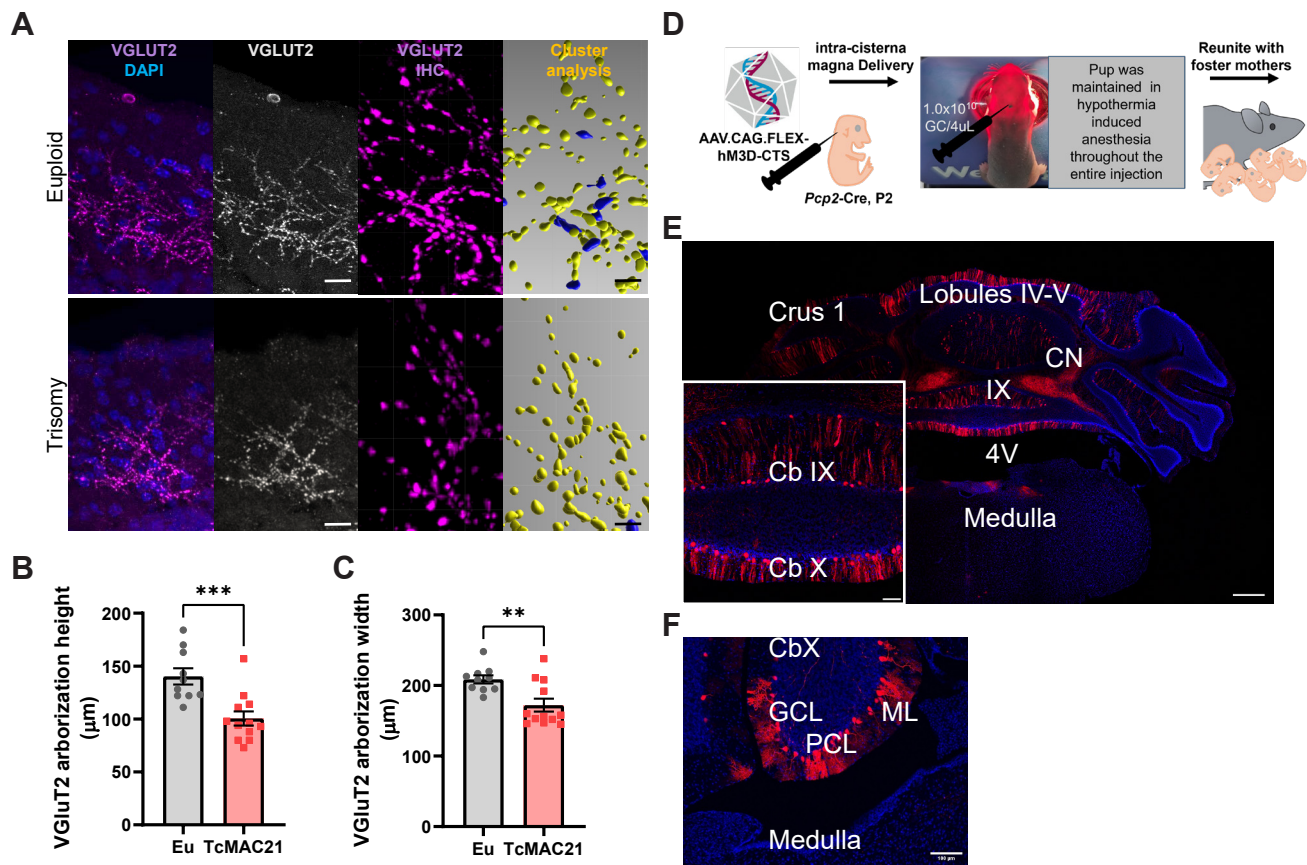 A
VGLUT2
DAPI
VGLUT2
VGLUT2
IHC
Cluster
analysis
Euploid
Trisomy
B
VGluT2 arborization height
(μm)
***
200
150
100
50
0
Eu
TcMAC21
C
VGluT2 arborization width
(μm)
**
300
200
100
0
Eu
TcMAC21
D
AAV.CAG.FLEX-
hM3D-CTS
intra-cisterna
magna Delivery
Pcp2-Cre, P2
1.0x10¹⁰
GC/4uL
Pup was
maintained in
hypothermia
induced
anesthesia
throughout the
entire injection
Reunite with
foster mothers
E
Crus 1
Lobules IV-V
CN
IX
4V
Medulla
Cb IX
Cb X
F
CbX
GCL
ML
PCL
Medulla
100 μm